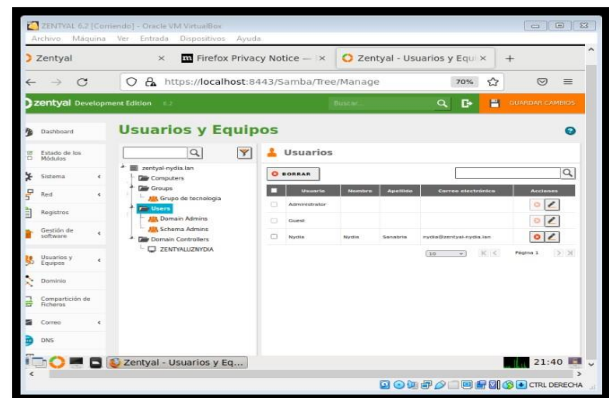 ZENTYAL 6.2 [Corriendo] - Oracle VM VirtualBox
Archivo Máquina Ver Entrada Dispositivos Ayuda
Zentyal × m Firefox Privacy Notice — × Zentyal - Usuarios y Equi × +
https://localhost:8443/Samba/Tree/Manage 70%
zentyal Development Edition 6.2 Buscar... GUARDAR CAMBIOS
Dashboard
Estado de los Módulos
Sistema
Red
Registros
Gestión de software
Usuarios y Equipos
Dominio
Compartición de Ficheros
Correo
DNS
Usuarios y Equipos
zentyal-nydia.lan
Computers
Groups
Grupo de tecnologia
Users
Domain Admins
Schema Admins
Domain Controllers
ZENTYALLUZNYDIA
Usuarios
BORRAR
Usuario Nombre Apellido Correo electrónico Acciones
Administrator
Guest
Nydia Nydia Sanabria nydia@zentyal-nydia.lan
10 Página 1
Zentyal - Usuarios y Eq... 21:40
CTRL DERECHA